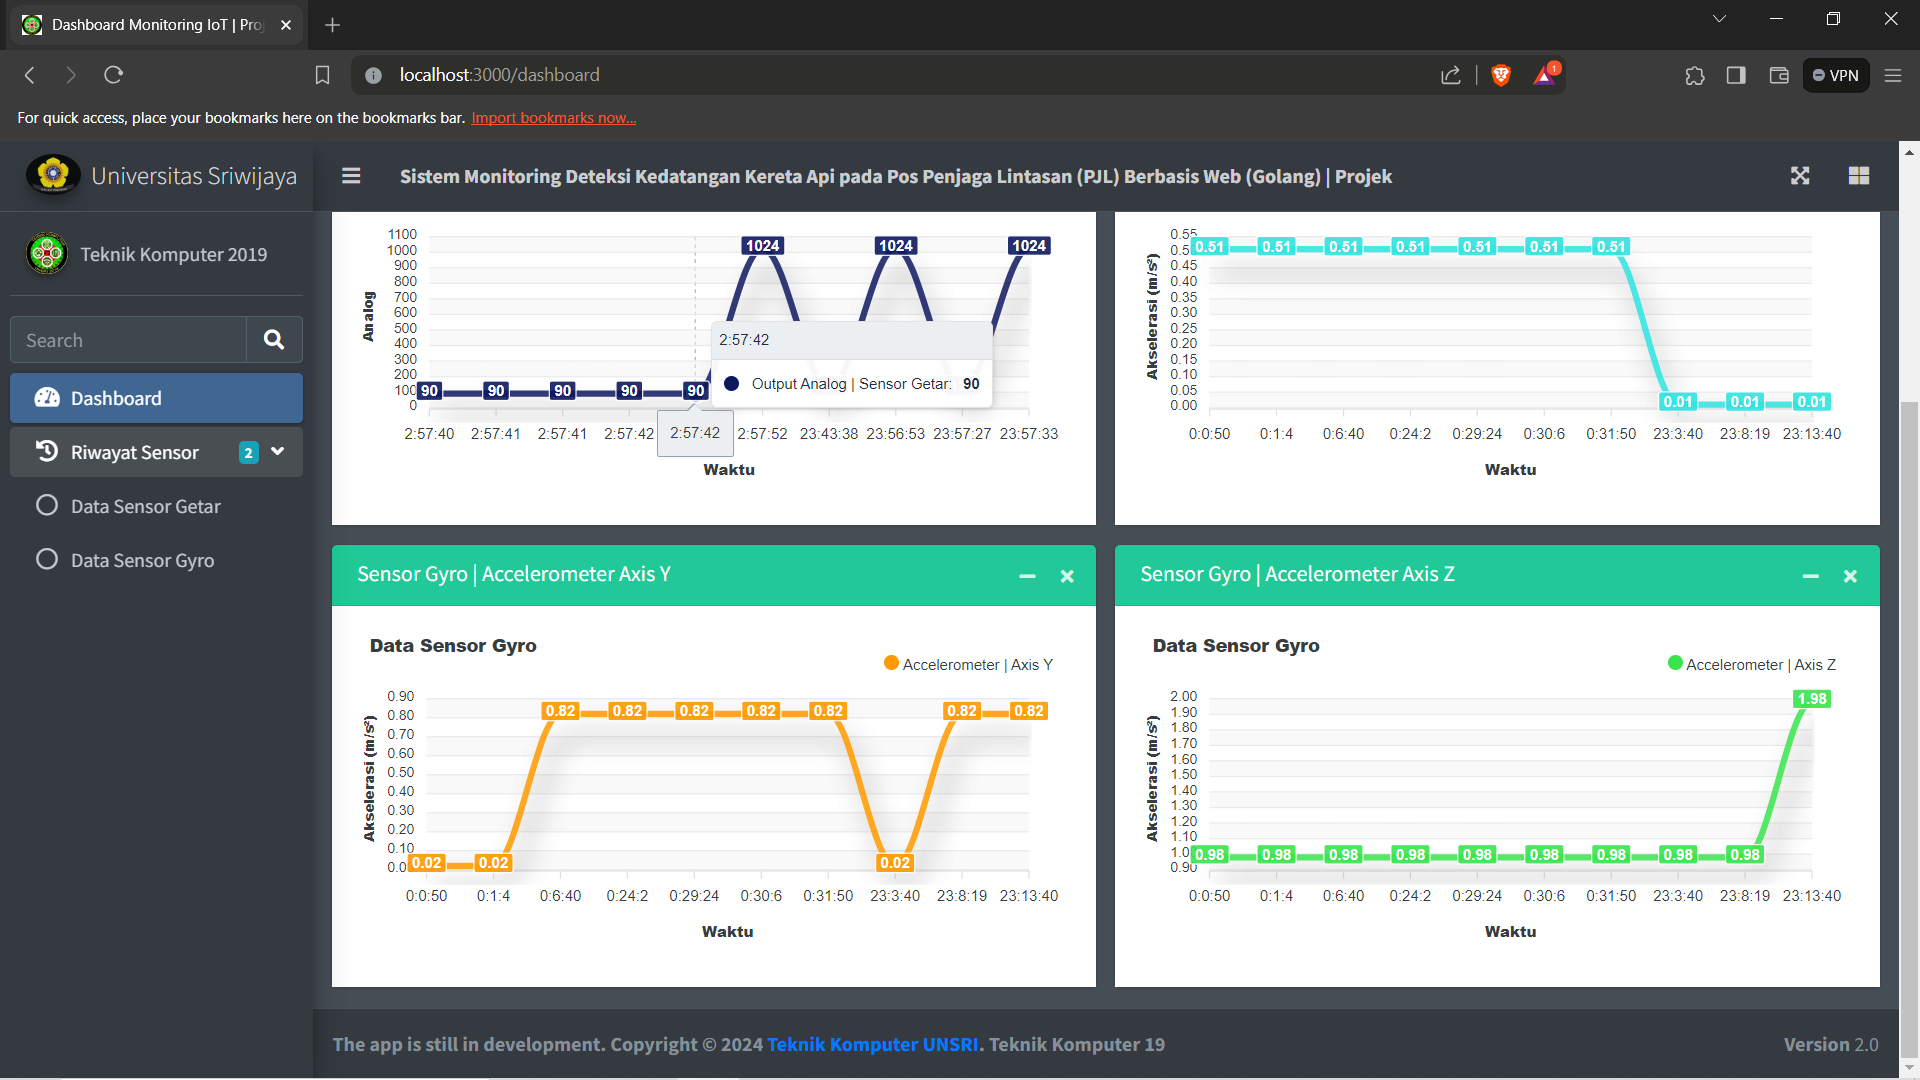 Dashboard Monitoring IoT | Proj
localhost:3000/dashboard
1
VPN
For quick access, place your bookmarks here on the bookmarks bar. Import bookmarks now...
Universitas Sriwijaya
Sistem Monitoring Deteksi Kedatangan Kereta Api pada Pos Penjaga Lintasan (PJL) Berbasis Web (Golang) | Projek
Teknik Komputer 2019
Search
Dashboard
Riwayat Sensor 2
Data Sensor Getar
Data Sensor Gyro
Analog
1100
1000
900
800
700
600
500
400
300
200
100
0
90 90 90 90 90 1024 1024 1024
2:57:42
Output Analog | Sensor Getar: 90
2:57:40 2:57:41 2:57:41 2:57:42 2:57:42 2:57:52 23:43:38 23:56:53 23:57:27 23:57:33
Waktu
Akselerasi (m/s²)
0.55
0.5
0.45
0.40
0.35
0.30
0.25
0.20
0.15
0.10
0.05
0.00
0.51 0.51 0.51 0.51 0.51 0.51 0.51 0.01 0.01 0.01
0:0:50 0:1:4 0:6:40 0:24:2 0:29:24 0:30:6 0:31:50 23:3:40 23:8:19 23:13:40
Waktu
Sensor Gyro | Accelerometer Axis Y
Data Sensor Gyro
Accelerometer | Axis Y
Akselerasi (m/s²)
0.90
0.80
0.70
0.60
0.50
0.40
0.30
0.20
0.10
0.0
0.02 0.02 0.82 0.82 0.82 0.82 0.82 0.02 0.82 0.82
0:0:50 0:1:4 0:6:40 0:24:2 0:29:24 0:30:6 0:31:50 23:3:40 23:8:19 23:13:40
Waktu
Sensor Gyro | Accelerometer Axis Z
Data Sensor Gyro
Accelerometer | Axis Z
Akselerasi (m/s²)
2.00
1.90
1.80
1.70
1.60
1.50
1.40
1.30
1.20
1.10
1.0
0.90
0.98 0.98 0.98 0.98 0.98 0.98 0.98 0.98 0.98 1.98
0:0:50 0:1:4 0:6:40 0:24:2 0:29:24 0:30:6 0:31:50 23:3:40 23:8:19 23:13:40
Waktu
The app is still in development. Copyright © 2024 Teknik Komputer UNSRI. Teknik Komputer 19
Version 2.0